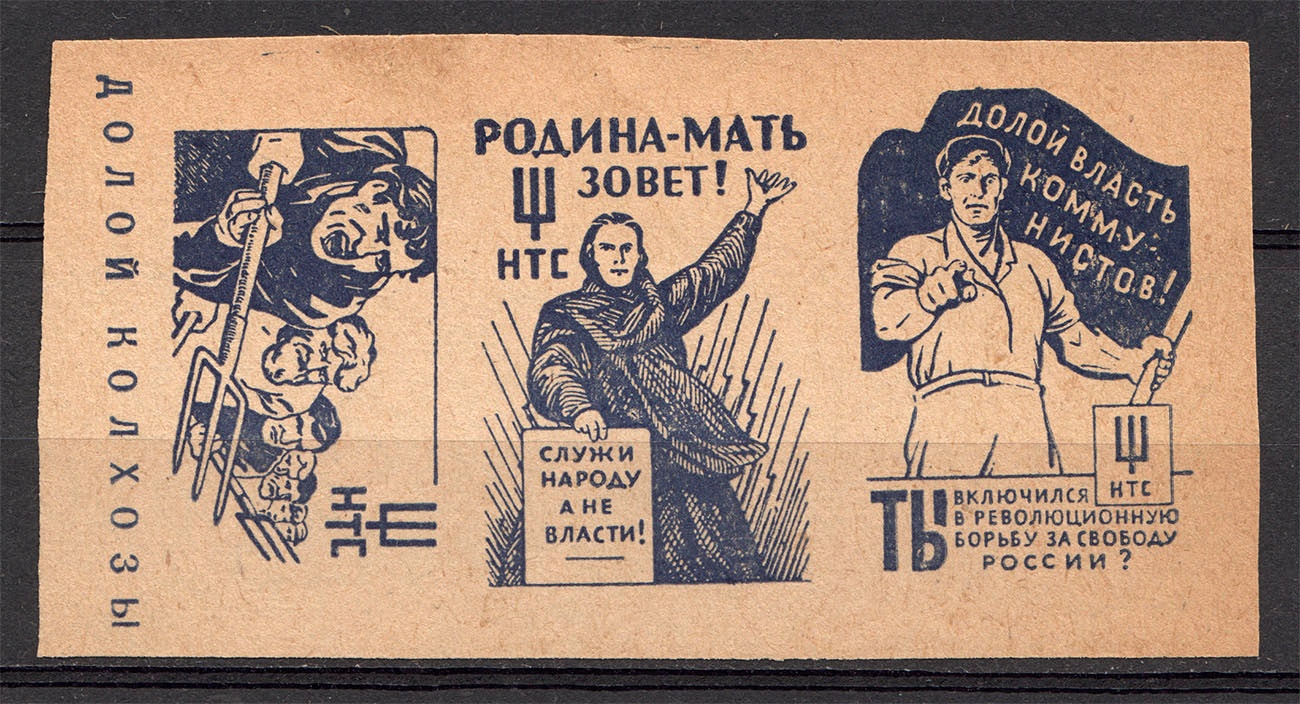 ДОЛОЙ КОЛХОЗЫ
РОДИНА-МАТЬ
ЗОВЕТ!
НТС
СЛУЖИ
НАРОДУ
А НЕ
ВЛАСТИ!
ДОЛОЙ ВЛАСТЬ
КОММУ-
НИСТОВ!
НТС
ТЫ ВКЛЮЧИЛСЯ
В РЕВОЛЮЦИОННУЮ
БОРЬБУ ЗА СВОБОДУ
РОССИИ?